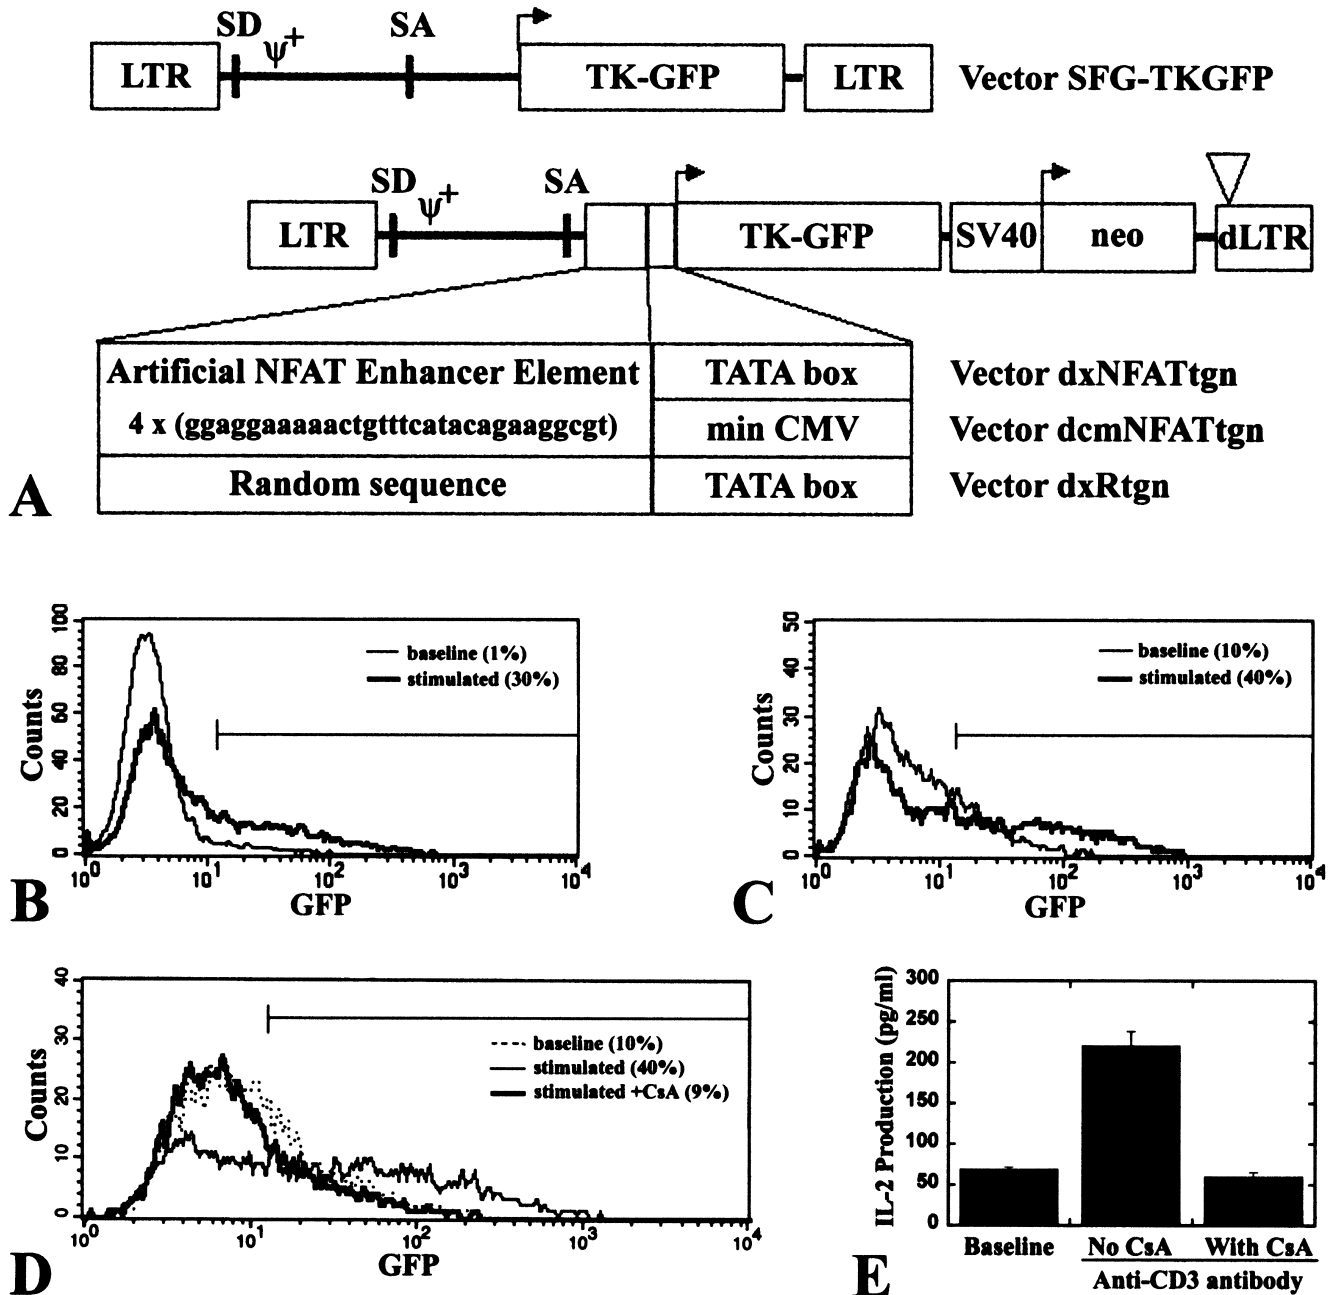 SD ψ+ SA
LTR TK-GFP LTR Vector SFG-TKGFP
SD ψ+ SA
LTR TK-GFP SV40 neo dLTR
Artificial NFAT Enhancer Element TATA box Vector dxNFATtgn
4 x (ggaggaaaaactgtttcatacagaaggcgt) min CMV Vector dcmNFATtgn
Random sequence TATA box Vector dxRtgn
A
100
80
60
40
20
0
Counts
baseline (1%)
stimulated (30%)
10^0 10^1 10^2 10^3 10^4
GFP
B
50
40
30
20
10
0
Counts
baseline (10%)
stimulated (40%)
10^0 10^1 10^2 10^3 10^4
GFP
C
40
30
20
10
0
Counts
baseline (10%)
stimulated (40%)
stimulated +CsA (9%)
10^0 10^1 10^2 10^3 10^4
GFP
D
300
250
200
150
100
50
0
IL-2 Production (pg/ml)
Baseline No CsA With CsA
Anti-CD3 antibody
E